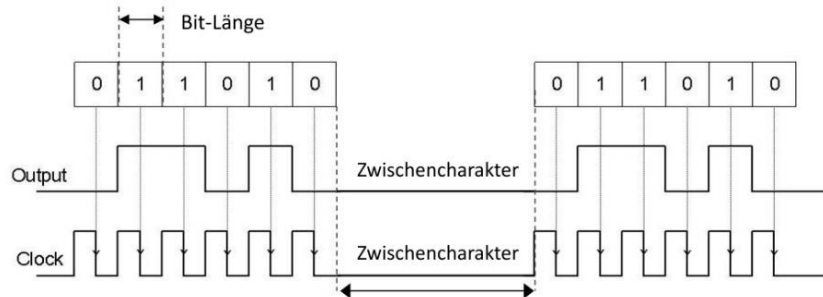 Bit-Länge
0 1 1 0 1 0
0 1 1 0 1 0
Output
Zwischencharakter
Clock
Zwischencharakter